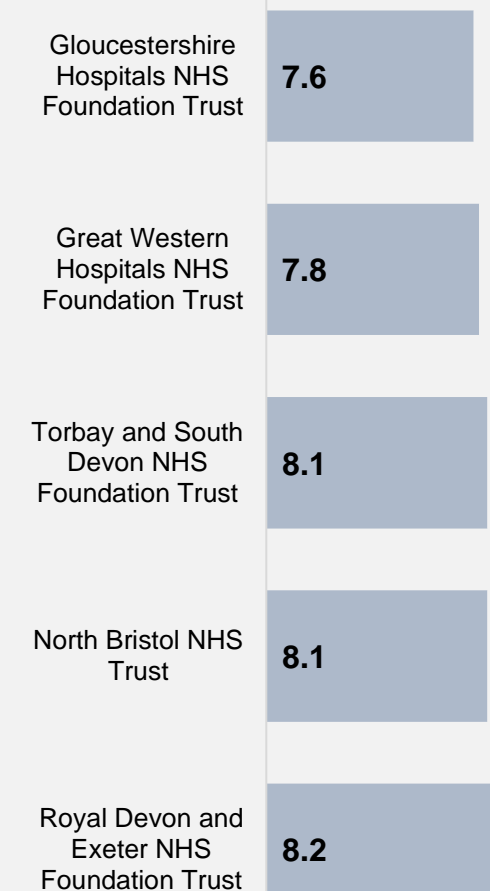 Gloucestershire
Hospitals NHS
Foundation Trust
7.6
Great Western
Hospitals NHS
Foundation Trust
7.8
Torbay and South
Devon NHS
Foundation Trust
8.1
North Bristol NHS
Trust
8.1
Royal Devon and
Exeter NHS
Foundation Trust
8.2